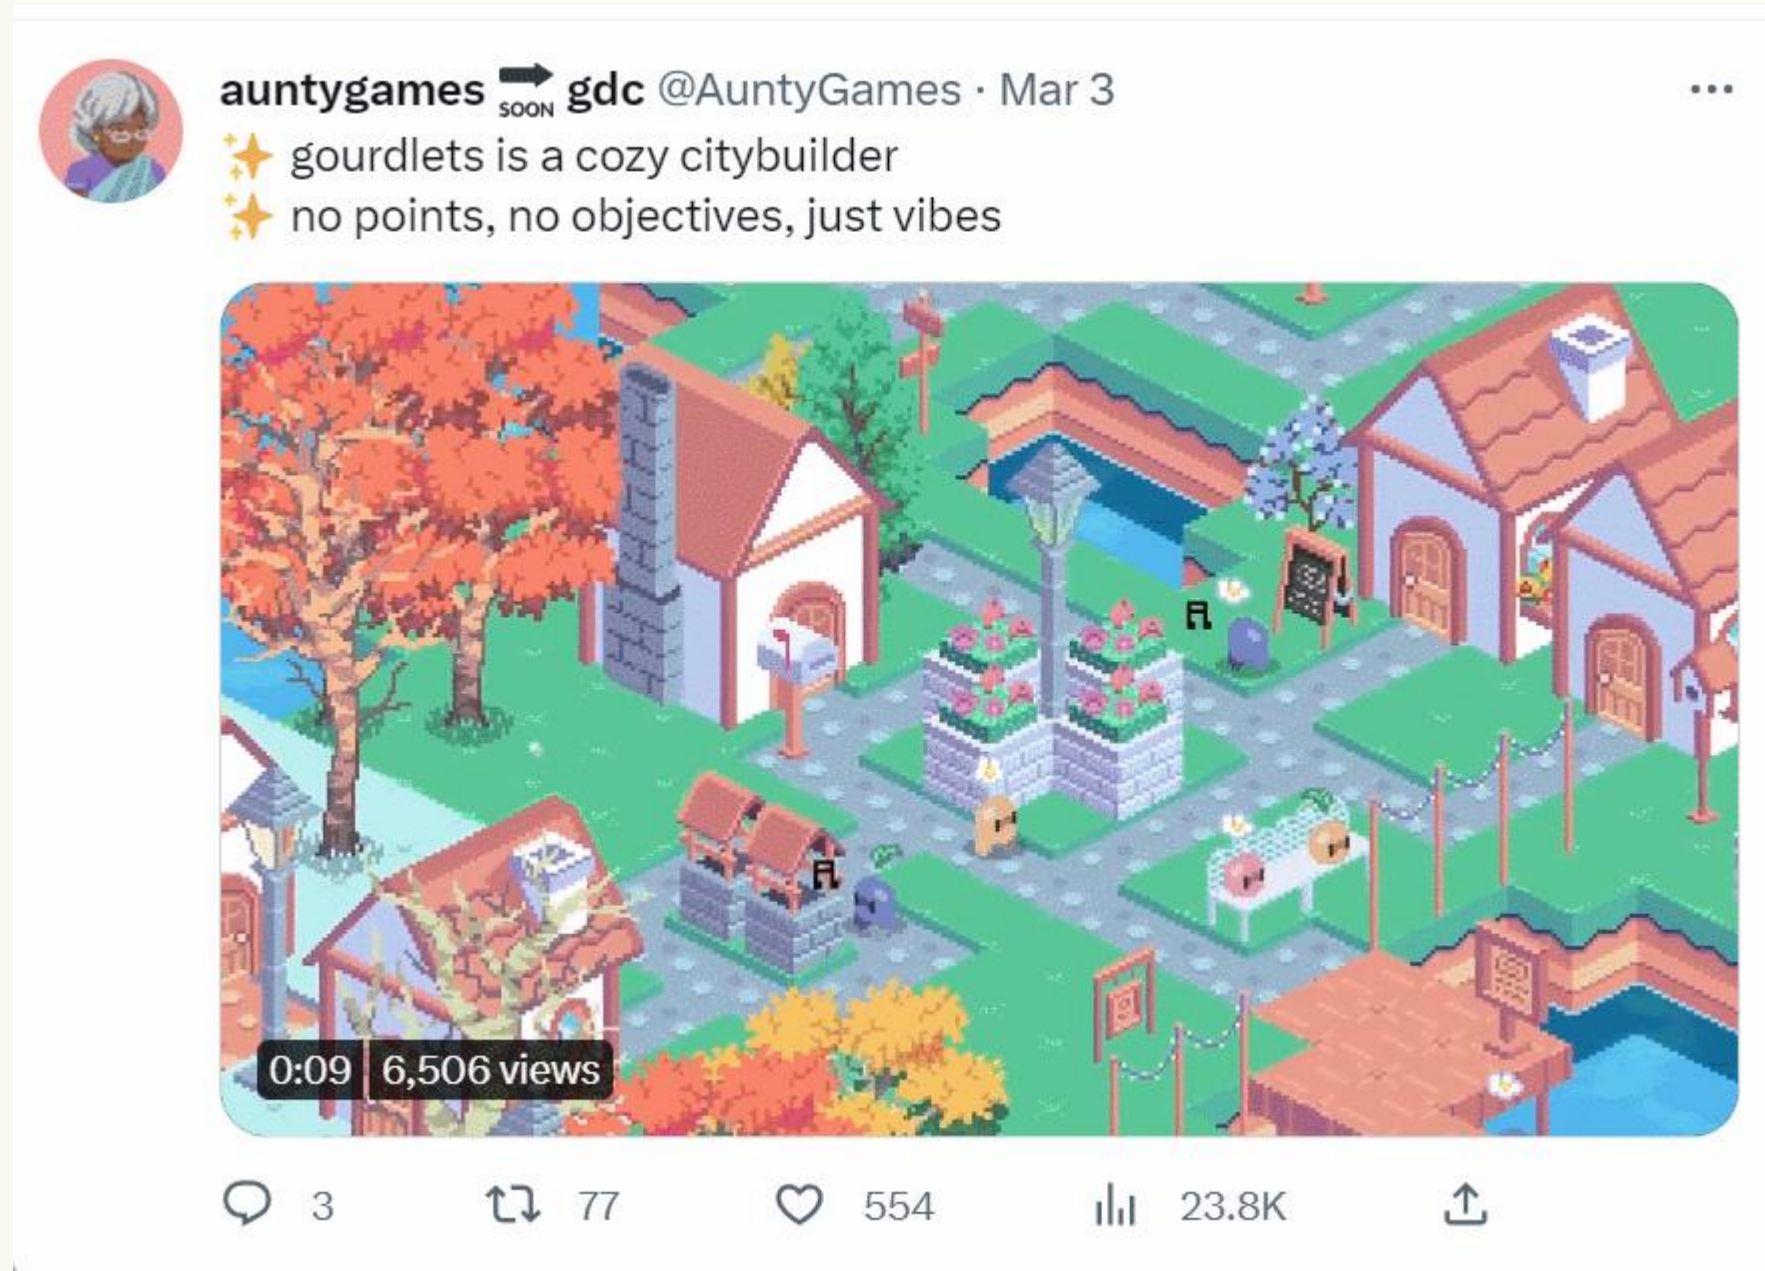 auntygames SOON gdc @AuntyGames · Mar 3
✨ gourdlets is a cozy citybuilder
✨ no points, no objectives, just vibes
0:09 6,506 views
3 77 554 23.8K